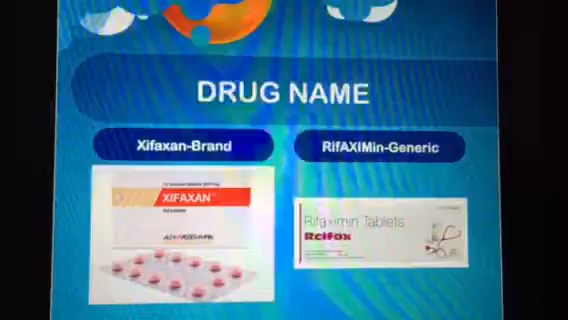 DRUG NAME
Xifaxan-Brand
RifAXIMin-Generic
XIFAXAN
Rifaximin Tablets
Rcifax